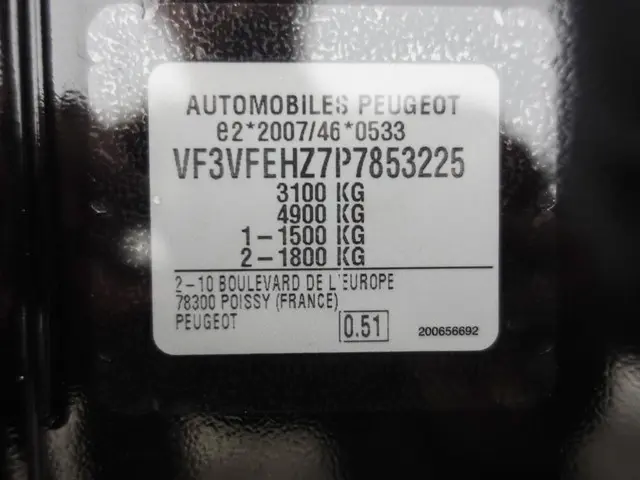 AUTOMOBILES PEUGEOT
e2*2007/46*0533
VF3VFEHZ7P7853225
3100 KG
4900 KG
1-1500 KG
2-1800 KG
2-10 BOULEVARD DE L'EUROPE
78300 POISSY (FRANCE)
PEUGEOT
0.51
200656692